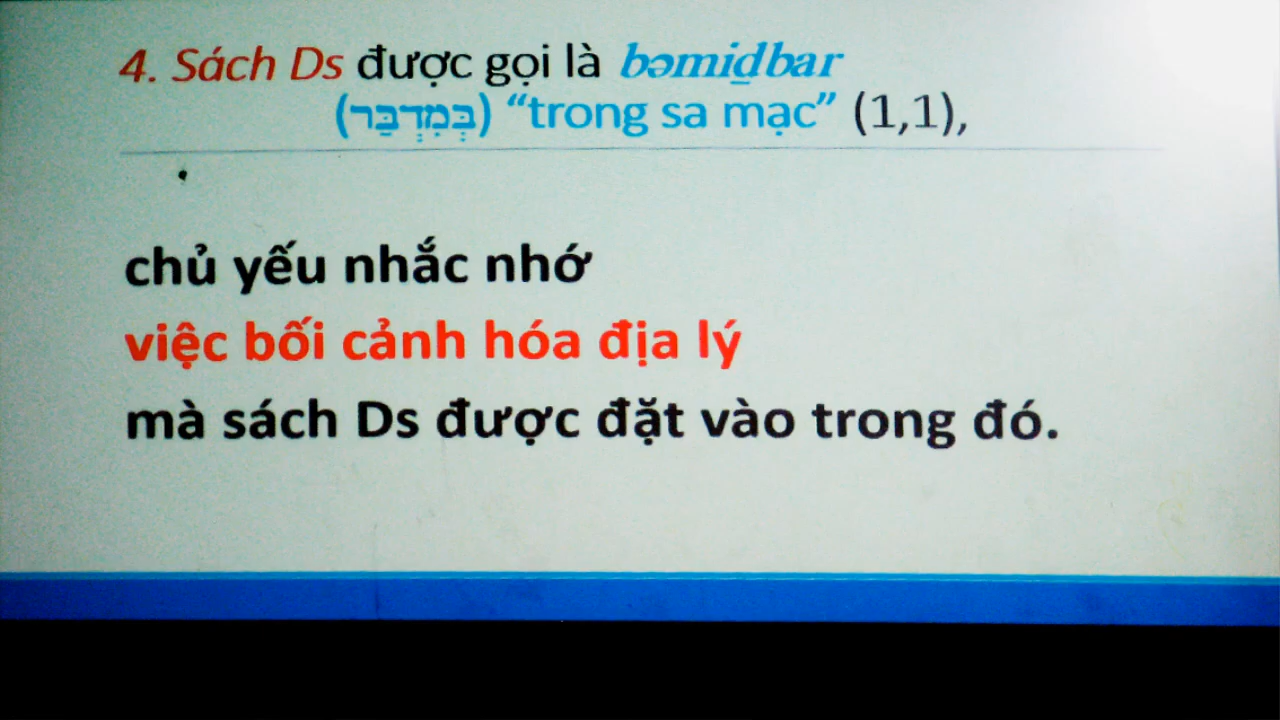 4. Sách Ds được gọi là bəmiḏbar
(בְּמִדְבַּר) “trong sa mạc” (1,1),
chủ yếu nhắc nhớ
việc bối cảnh hóa địa lý
mà sách Ds được đặt vào trong đó.